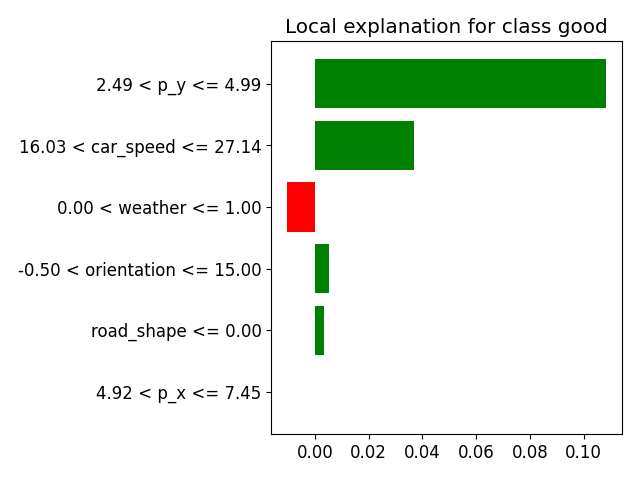 Local explanation for class good
2.49 < p_y <= 4.99
16.03 < car_speed <= 27.14
0.00 < weather <= 1.00
-0.50 < orientation <= 15.00
road_shape <= 0.00
4.92 < p_x <= 7.45
0.00 0.02 0.04 0.06 0.08 0.10